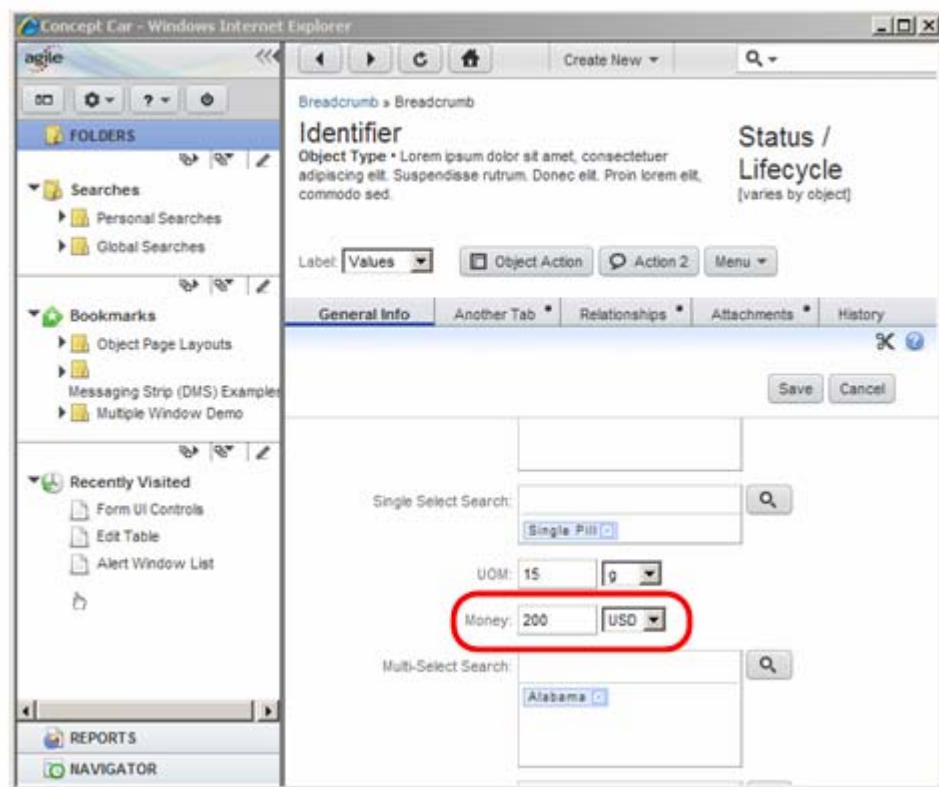 Concept Car - Windows Internet Explorer
agile
Create New
Breadcrumb » Breadcrumb
FOLDERS
Identifier
Object Type • Lorem ipsum dolor sit amet, consectetuer
adipiscing elit. Suspendisse rutrum. Donec elit. Proin lorem elit,
commodo sed.
Status /
Lifecycle
[varies by object]
Searches
Personal Searches
Global Searches
Label: Values
Object Action
Action 2
Menu
Bookmarks
Object Page Layouts
Messaging Strip (DMS) Examples
Multiple Window Demo
General Info
Another Tab
Relationships
Attachments
History
Save
Cancel
Recently Visited
Form UI Controls
Edit Table
Alert Window List
Single Select Search:
Single Pill
UOM: 15 g
Money: 200 USD
Multi-Select Search:
Alabama
REPORTS
NAVIGATOR